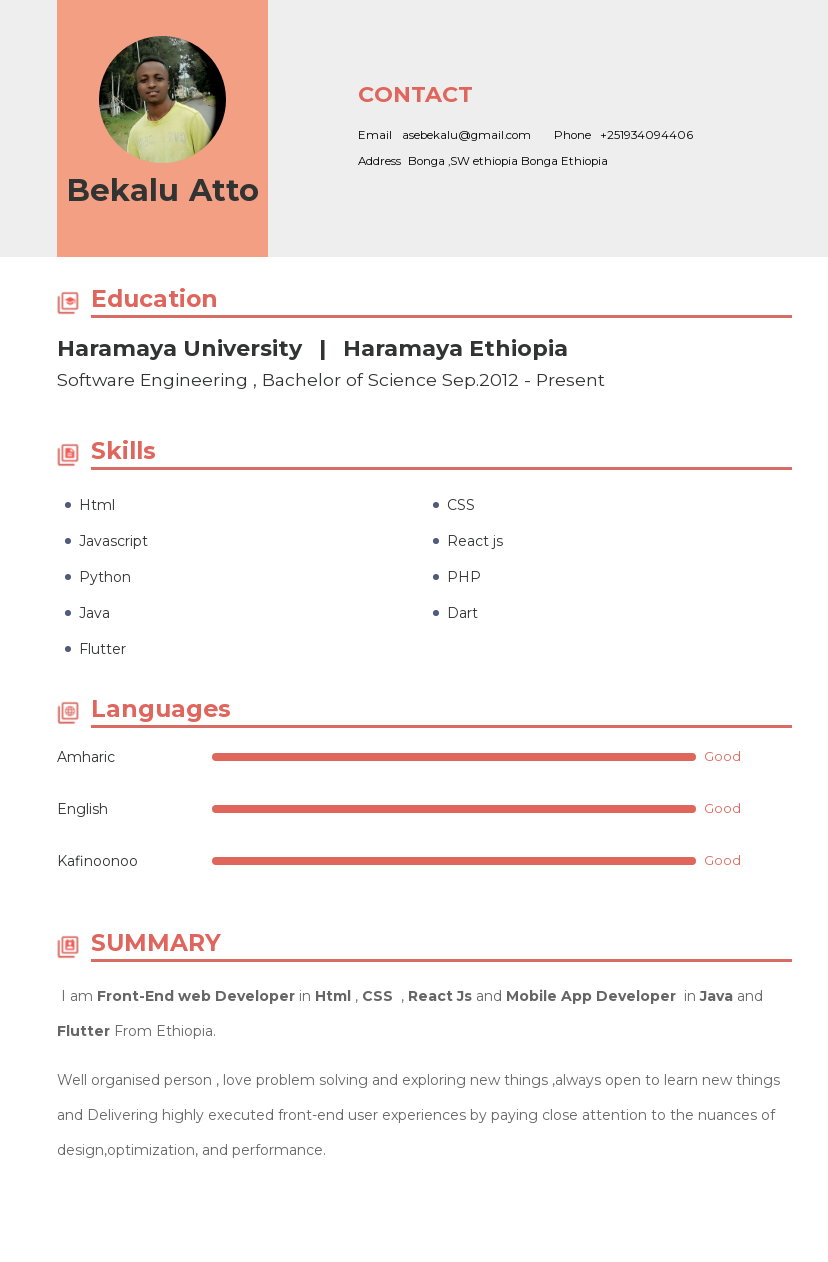 Bekalu Atto
CONTACT
Email asebekalu@gmail.com Phone +251934094406
Address Bonga ,SW ethiopia Bonga Ethiopia
Education
Haramaya University | Haramaya Ethiopia
Software Engineering , Bachelor of Science Sep.2012 - Present
Skills
Html
CSS
Javascript
React js
Python
PHP
Java
Dart
Flutter
Languages
Amharic Good
English Good
Kafinoonoo Good
SUMMARY
I am Front-End web Developer in Html , CSS , React Js and Mobile App Developer in Java and
Flutter From Ethiopia.
Well organised person , love problem solving and exploring new things ,always open to learn new things
and Delivering highly executed front-end user experiences by paying close attention to the nuances of
design,optimization, and performance.